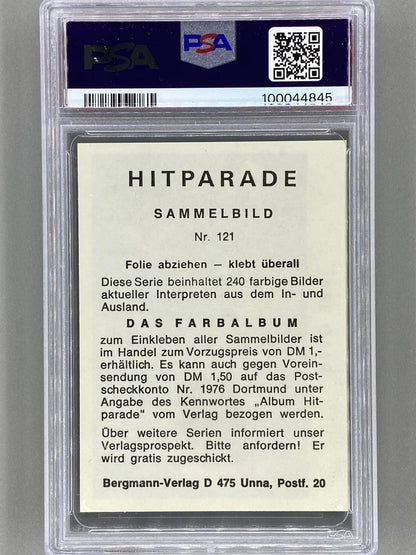 PSA
PSA
100044845
HITPARADE
SAMMELBILD
Nr. 121
Folie abziehen – klebt überall
Diese Serie beinhaltet 240 farbige Bilder
aktueller Interpreten aus dem In- und
Ausland.
DAS FARBALBUM
zum Einkleben aller Sammelbilder ist
im Handel zum Vorzugspreis von DM 1,-
erhältlich. Es kann auch gegen Vorein-
sendung von DM 1,50 auf das Post-
scheckkonto Nr. 1976 Dortmund unter
Angabe des Kennwortes „Album Hit-
parade" vom Verlag bezogen werden.
Über weitere Serien informiert unser
Verlagsprospekt. Bitte anfordern! Er
wird gratis zugeschickt.
Bergmann-Verlag D 475 Unna, Postf. 20
PSA